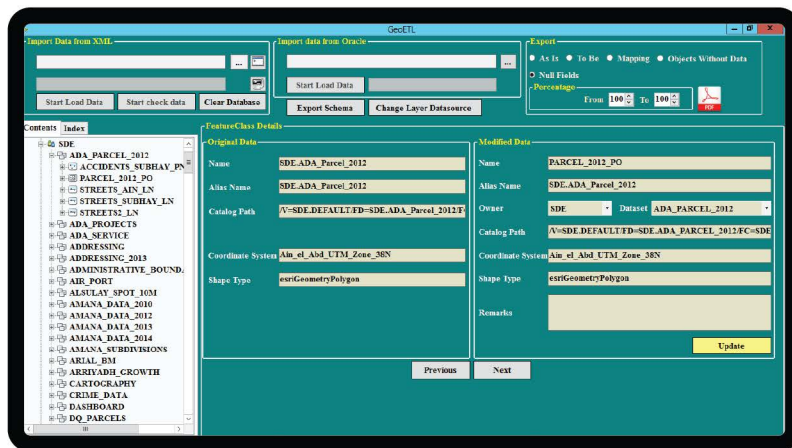 GeoETL
Import Data from XML
...
Start Load Data
Start check data
Clear Database
Import data from Oracle
...
Start Load Data
Export Schema
Change Layer Datasource
Export
As Is
To Be
Mapping
Objects Without Data
Null Fields
Percentage
From 100 To 100
PDF
Contents Index
SDE
ADA_PARCEL_2012
ACCIDENTS_SUBHAY_PN
PARCEL_2012_PO
STREETS_AIN_LN
STREETS_SUBHAY_LN
STREETS2_LN
ADA_PROJECTS
ADA_SERVICE
ADDRESSING
ADDRESSING_2013
ADMINISTRATIVE_BOUND
AIR_PORT
ALSULAY_SPOT_10M
AMANA_DATA_2010
AMANA_DATA_2012
AMANA_DATA_2013
AMANA_DATA_2014
AMANA_SUBDIVISIONS
ARIAL_BM
ARRIYADH_GROWTH
CARTOGRAPHY
CRIME_DATA
DASHBOARD
DQ_PARCELS
FeatureClass Details
Original Data
Name SDE.ADA_Parcel_2012
Alias Name SDE.ADA_Parcel_2012
Catalog Path /V=SDE.DEFAULT/FD=SDE.ADA_Parcel_2012/F
Coordinate System Ain_el_Abd_UTM_Zone_38N
Shape Type esriGeometryPolygon
Modified Data
Name PARCEL_2012_PO
Alias Name SDE.ADA_Parcel_2012
Owner SDE Dataset ADA_PARCEL_2012
Catalog Path /V=SDE.DEFAULT/FD=SDE.ADA_PARCEL_2012/FC=SDE
Coordinate System Ain_el_Abd_UTM_Zone_38N
Shape Type esriGeometryPolygon
Remarks
Update
Previous Next